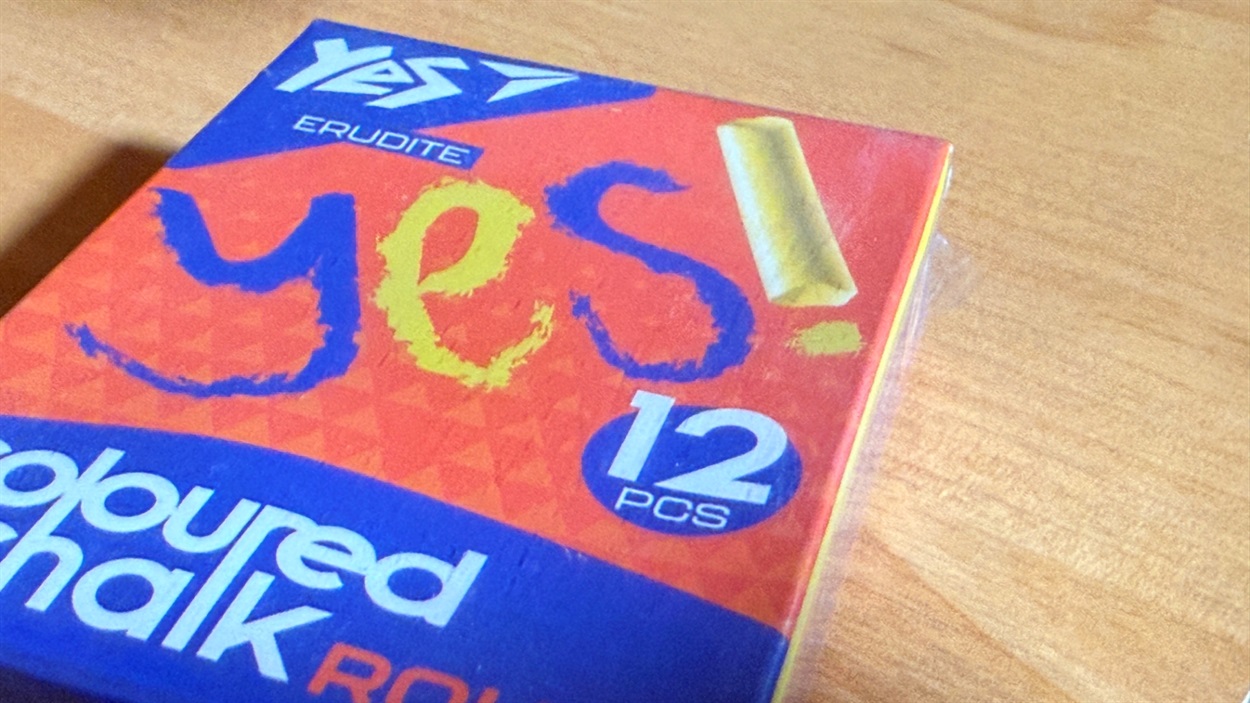 YES
ERUDITE
yes!
12
PCS
coloured
chalk